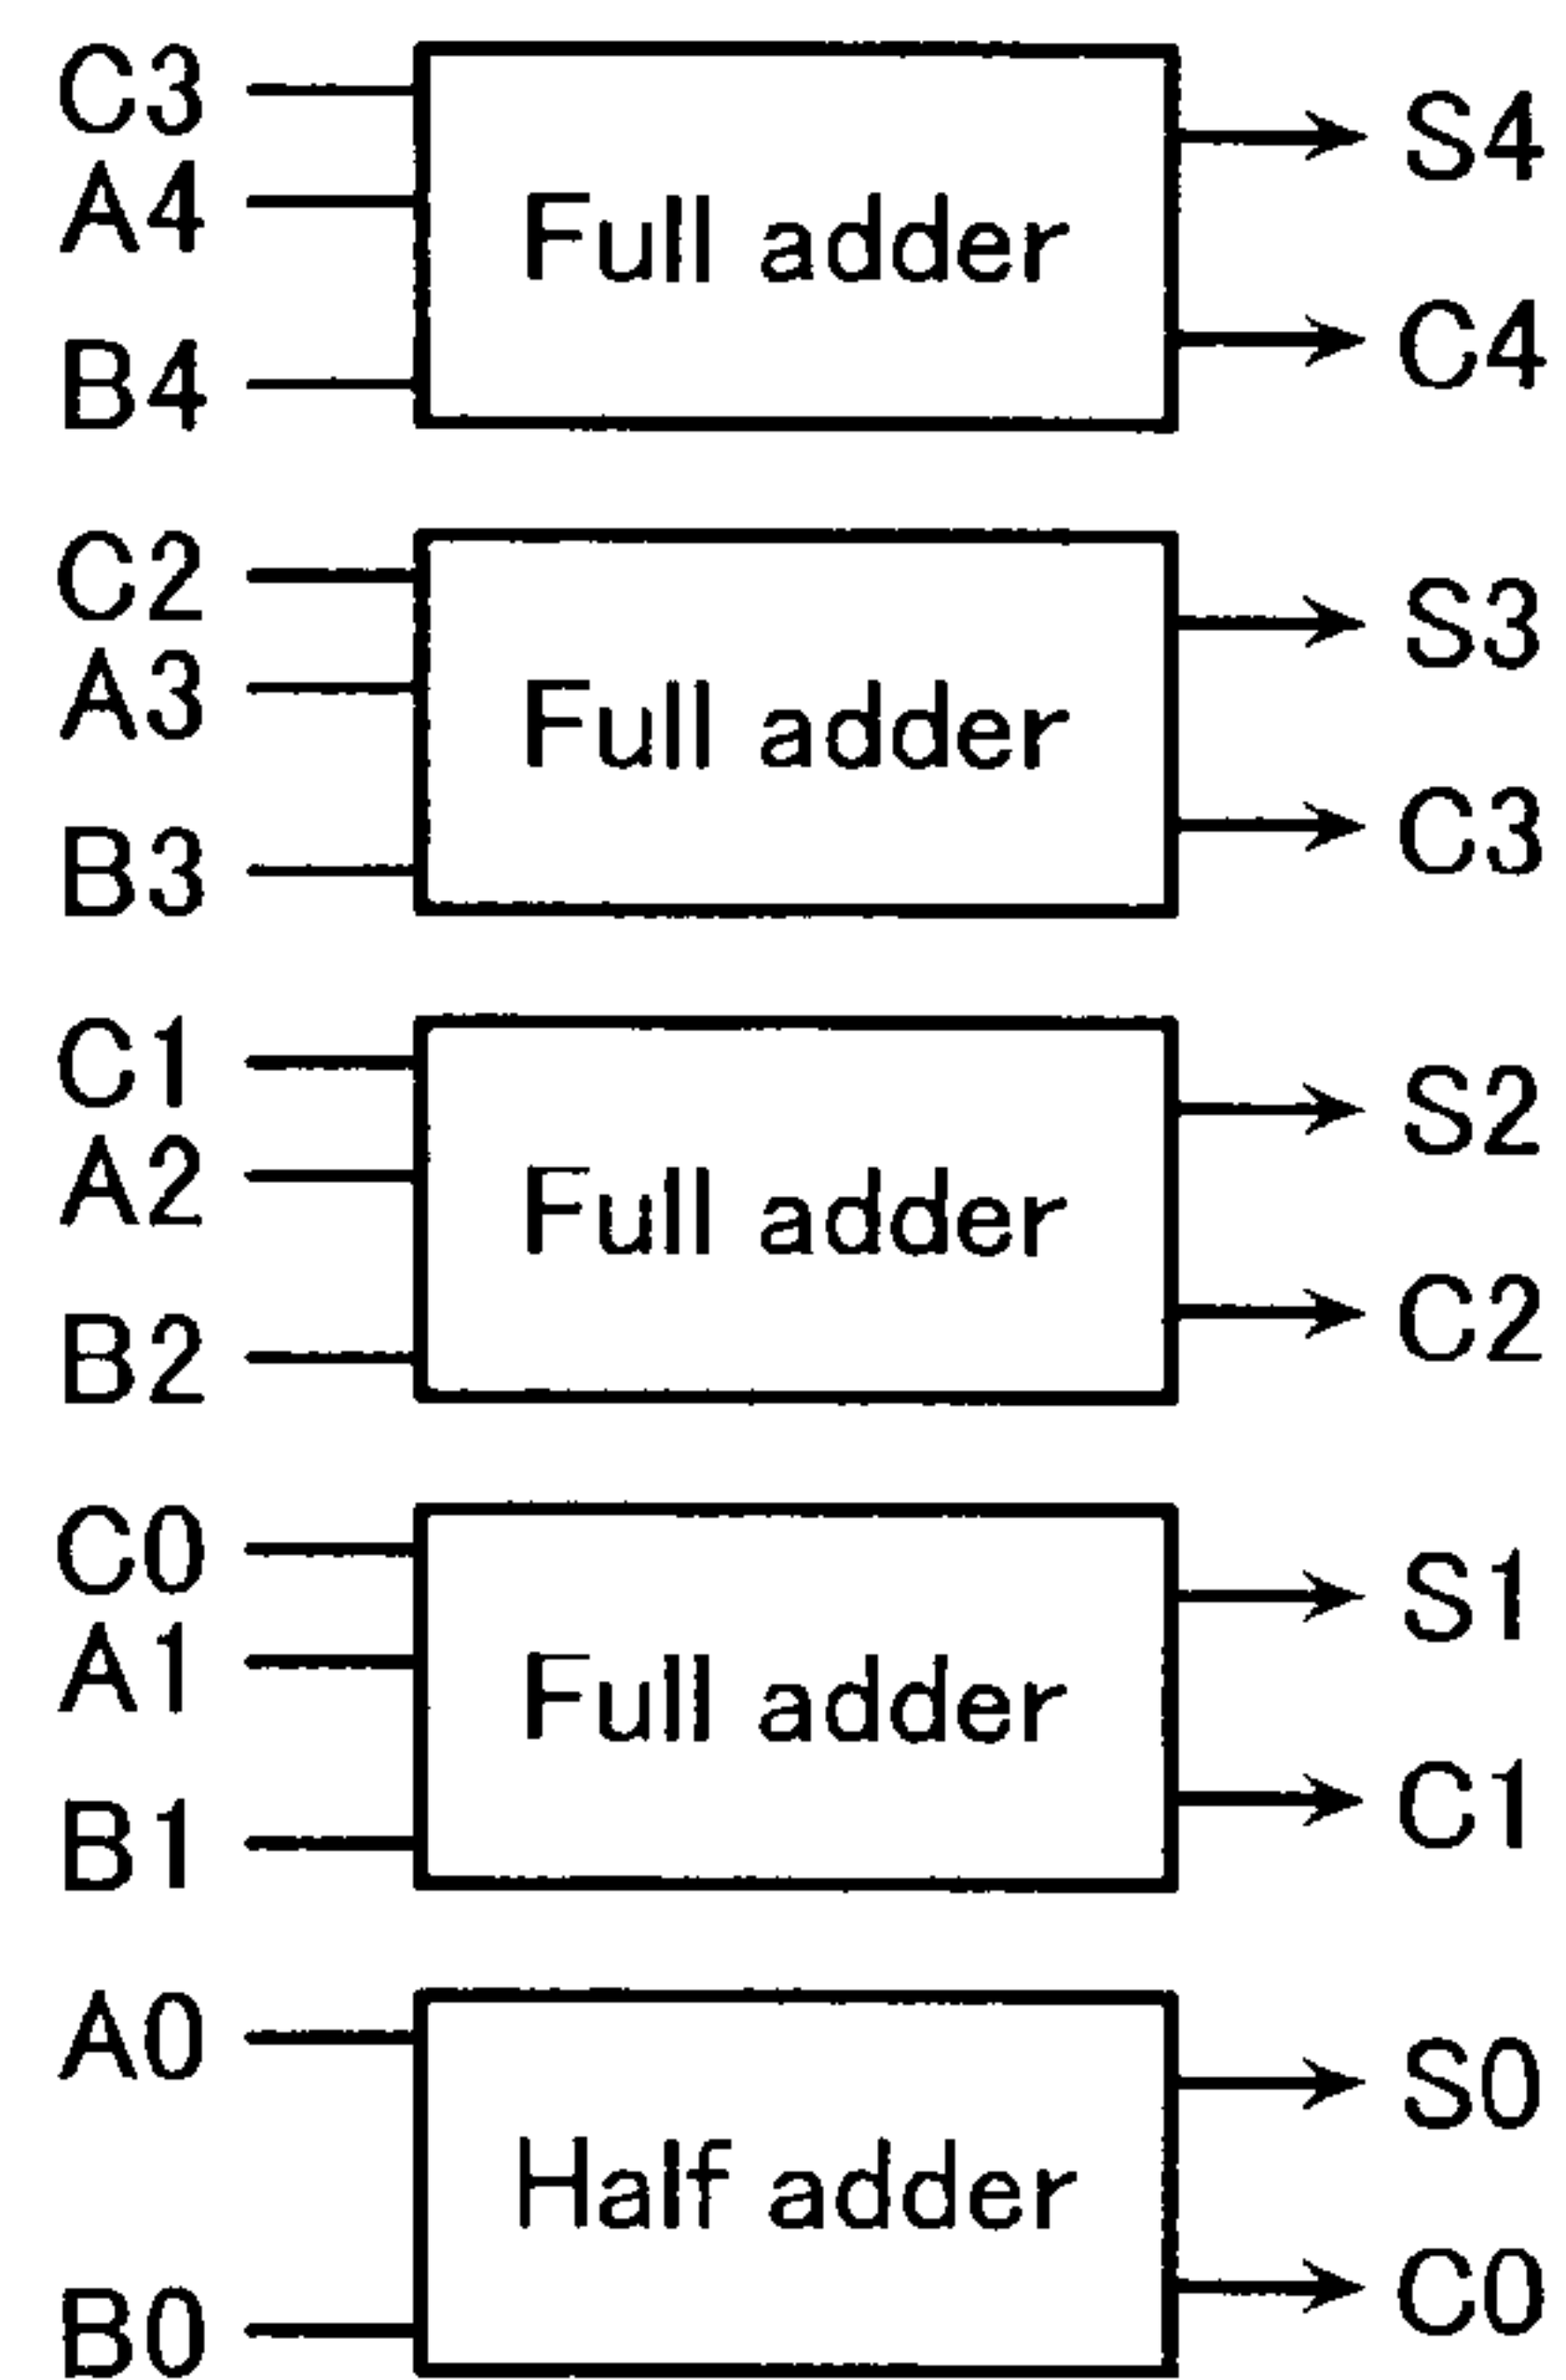 C3
A4
B4
Full adder
S4
C4
C2
A3
B3
Full adder
S3
C3
C1
A2
B2
Full adder
S2
C2
C0
A1
B1
Full adder
S1
C1
A0
B0
Half adder
S0
C0